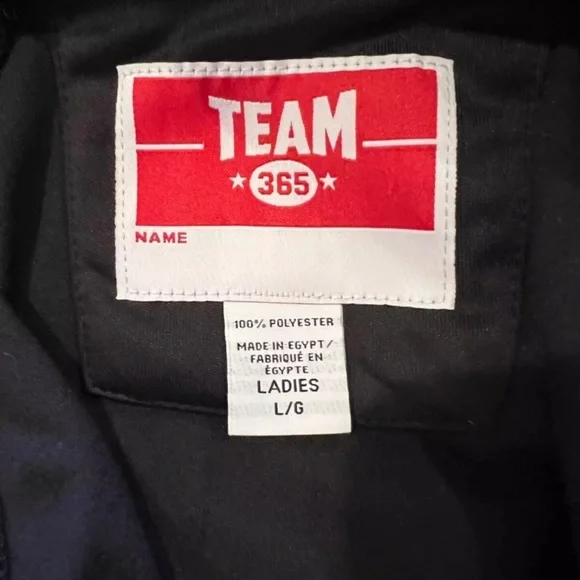 TEAM
365
NAME
100% POLYESTER
MADE IN EGYPT/
FABRIQUÉ EN
ÉGYPTE
LADIES
L/G